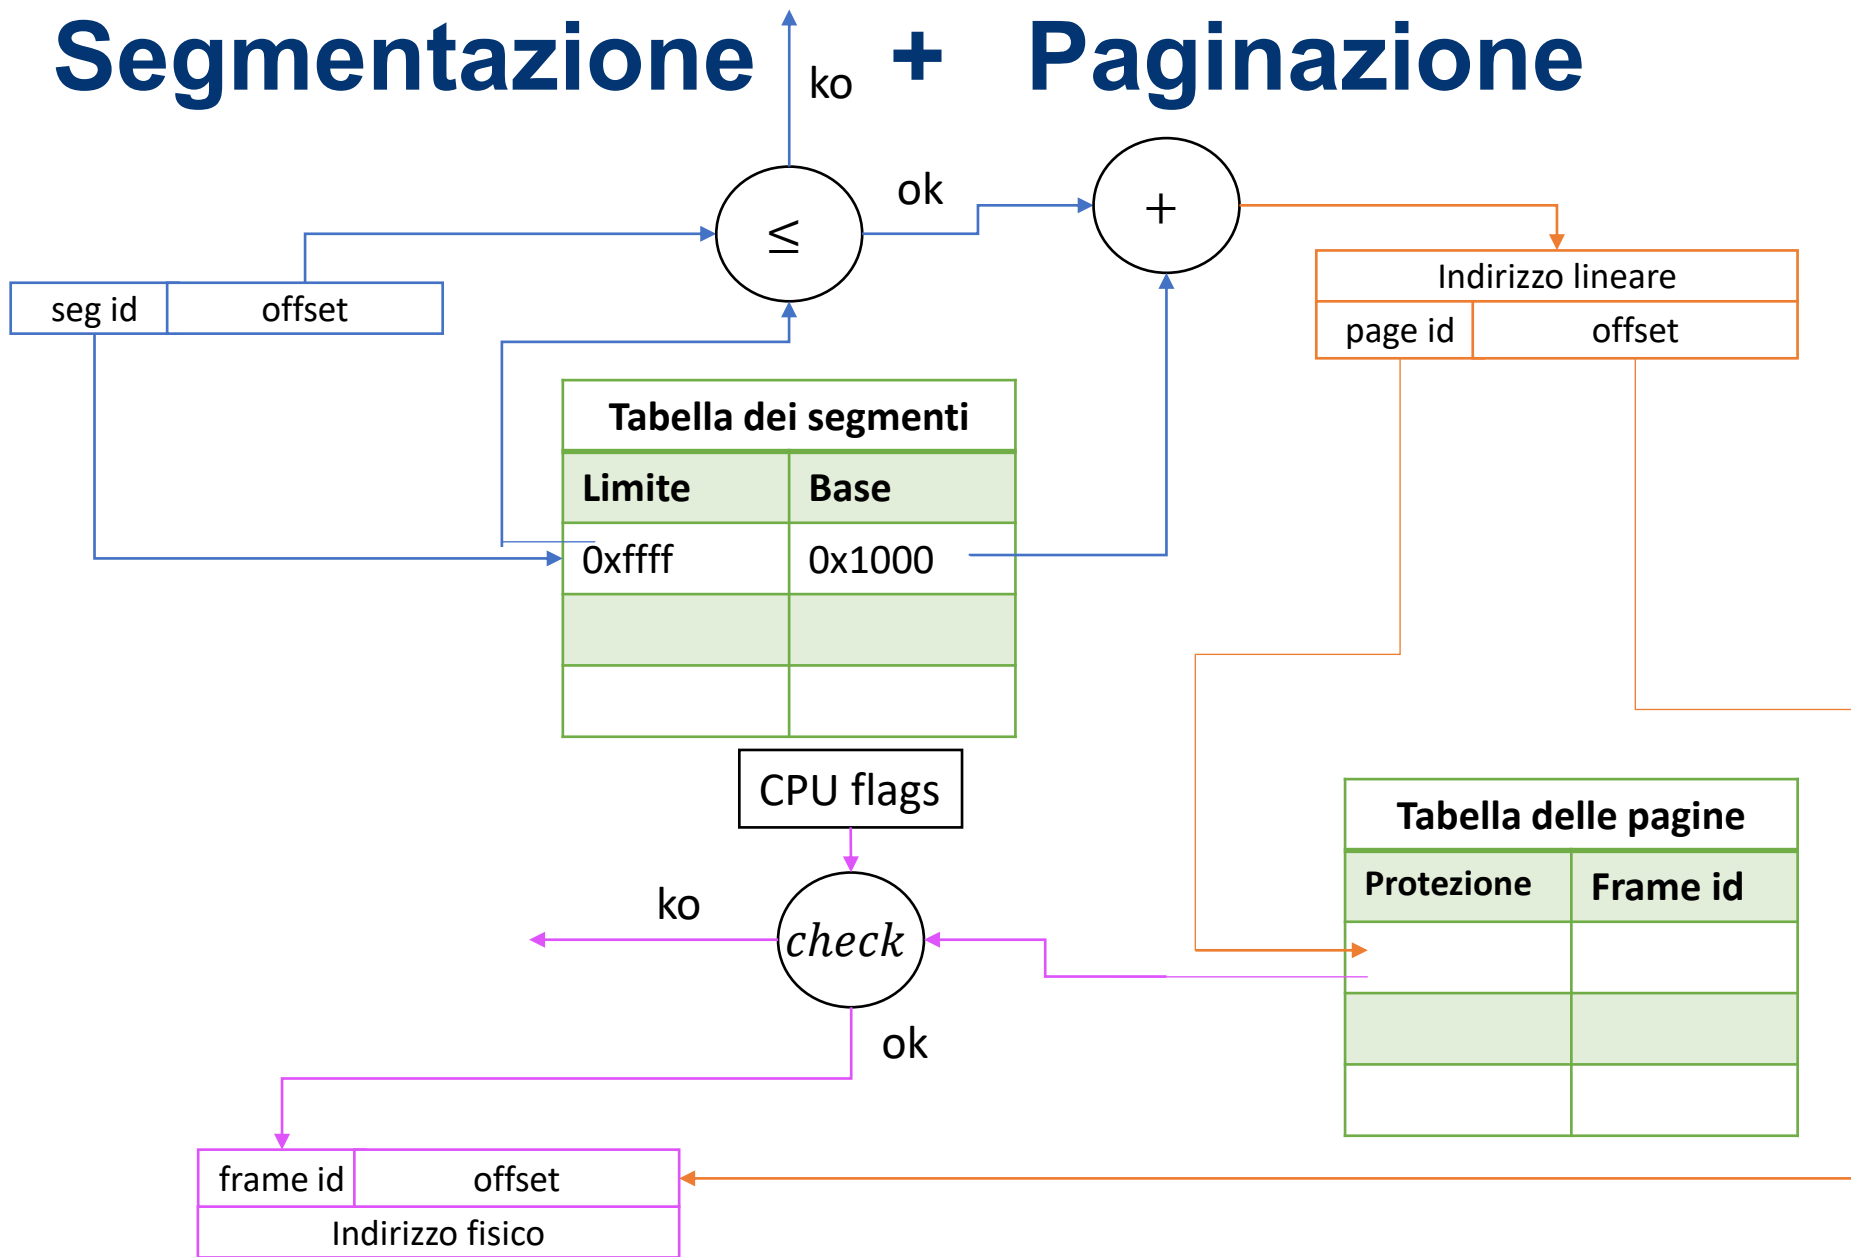 Segmentazione + Paginazione
ko
ok
≤
+
seg id offset
Indirizzo lineare
page id offset
Tabella dei segmenti
Limite Base
0xffff 0x1000
CPU flags
Tabella delle pagine
Protezione Frame id
ko
check
ok
frame id offset
Indirizzo fisico